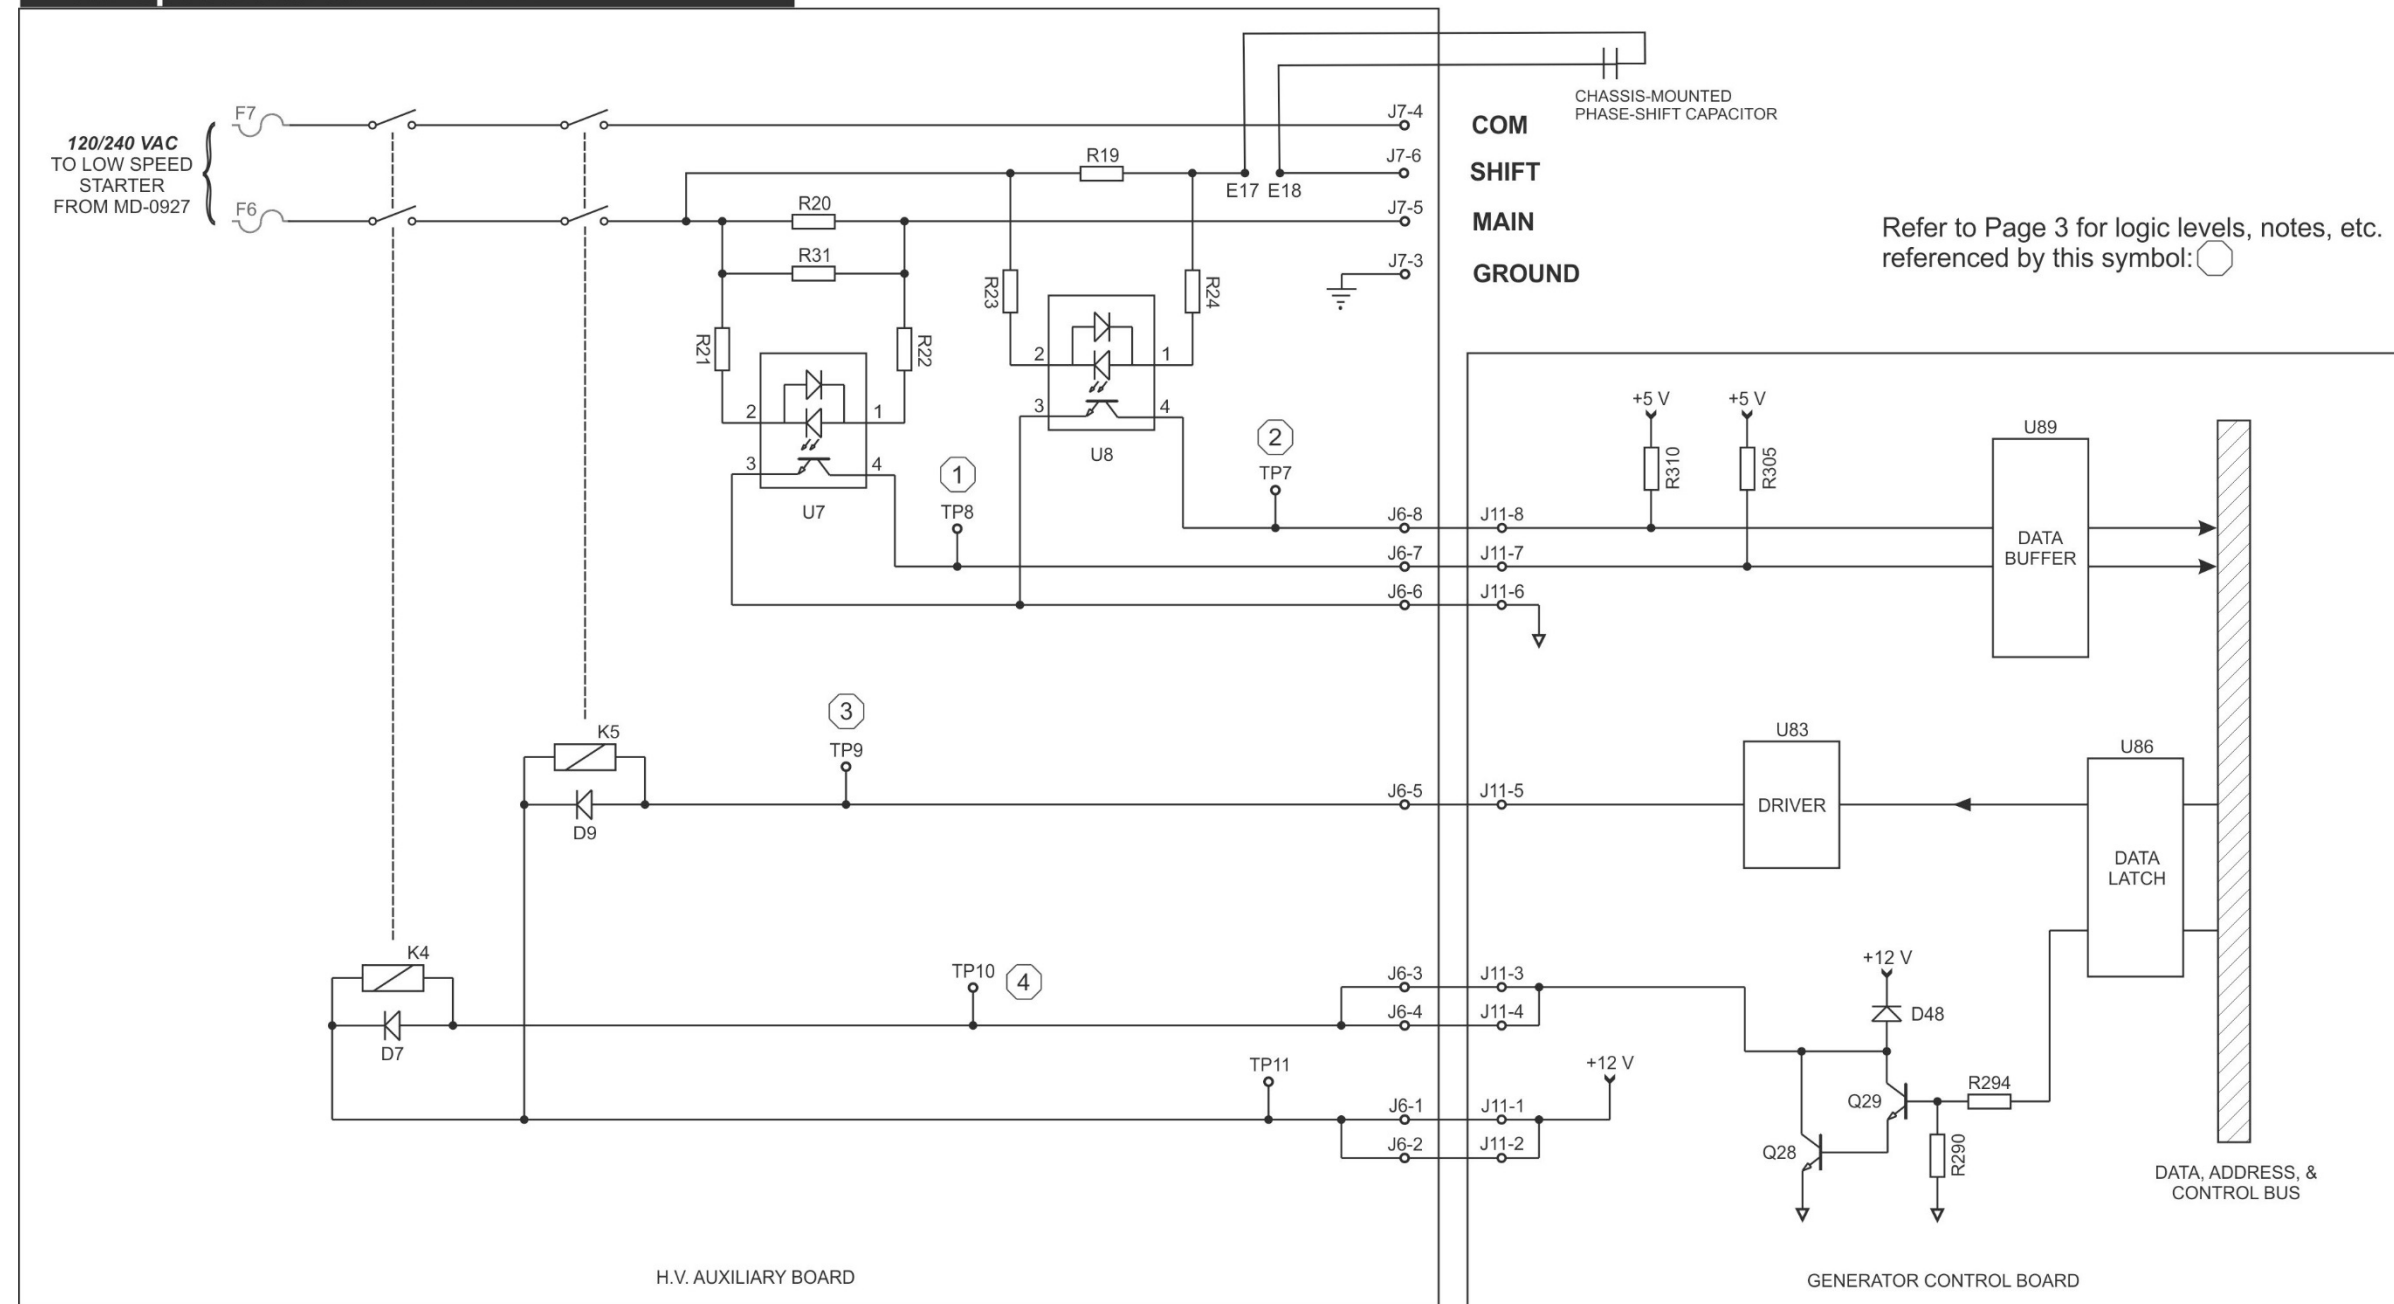 F7
120/240 VAC
TO LOW SPEED
STARTER
FROM MD-0927
F6
CHASSIS-MOUNTED
PHASE-SHIFT CAPACITOR
J7-4
COM
J7-6
SHIFT
R19
E17 E18
R20
J7-5
MAIN
R31
J7-3
GROUND
Refer to Page 3 for logic levels, notes, etc.
referenced by this symbol:
R23
R24
R21
R22
2
1
3
4
U8
2
1
3
4
U7
1
TP8
2
TP7
+5 V
+5 V
R310
R305
U89
DATA
BUFFER
J6-8
J11-8
J6-7
J11-7
J6-6
J11-6
K5
3
TP9
D9
J6-5
J11-5
U83
DRIVER
U86
DATA
LATCH
K4
TP10
4
D7
J6-3
J11-3
J6-4
J11-4
+12 V
D48
TP11
+12 V
J6-1
J11-1
J6-2
J11-2
Q29
R294
Q28
R290
DATA, ADDRESS, &
CONTROL BUS
H.V. AUXILIARY BOARD
GENERATOR CONTROL BOARD